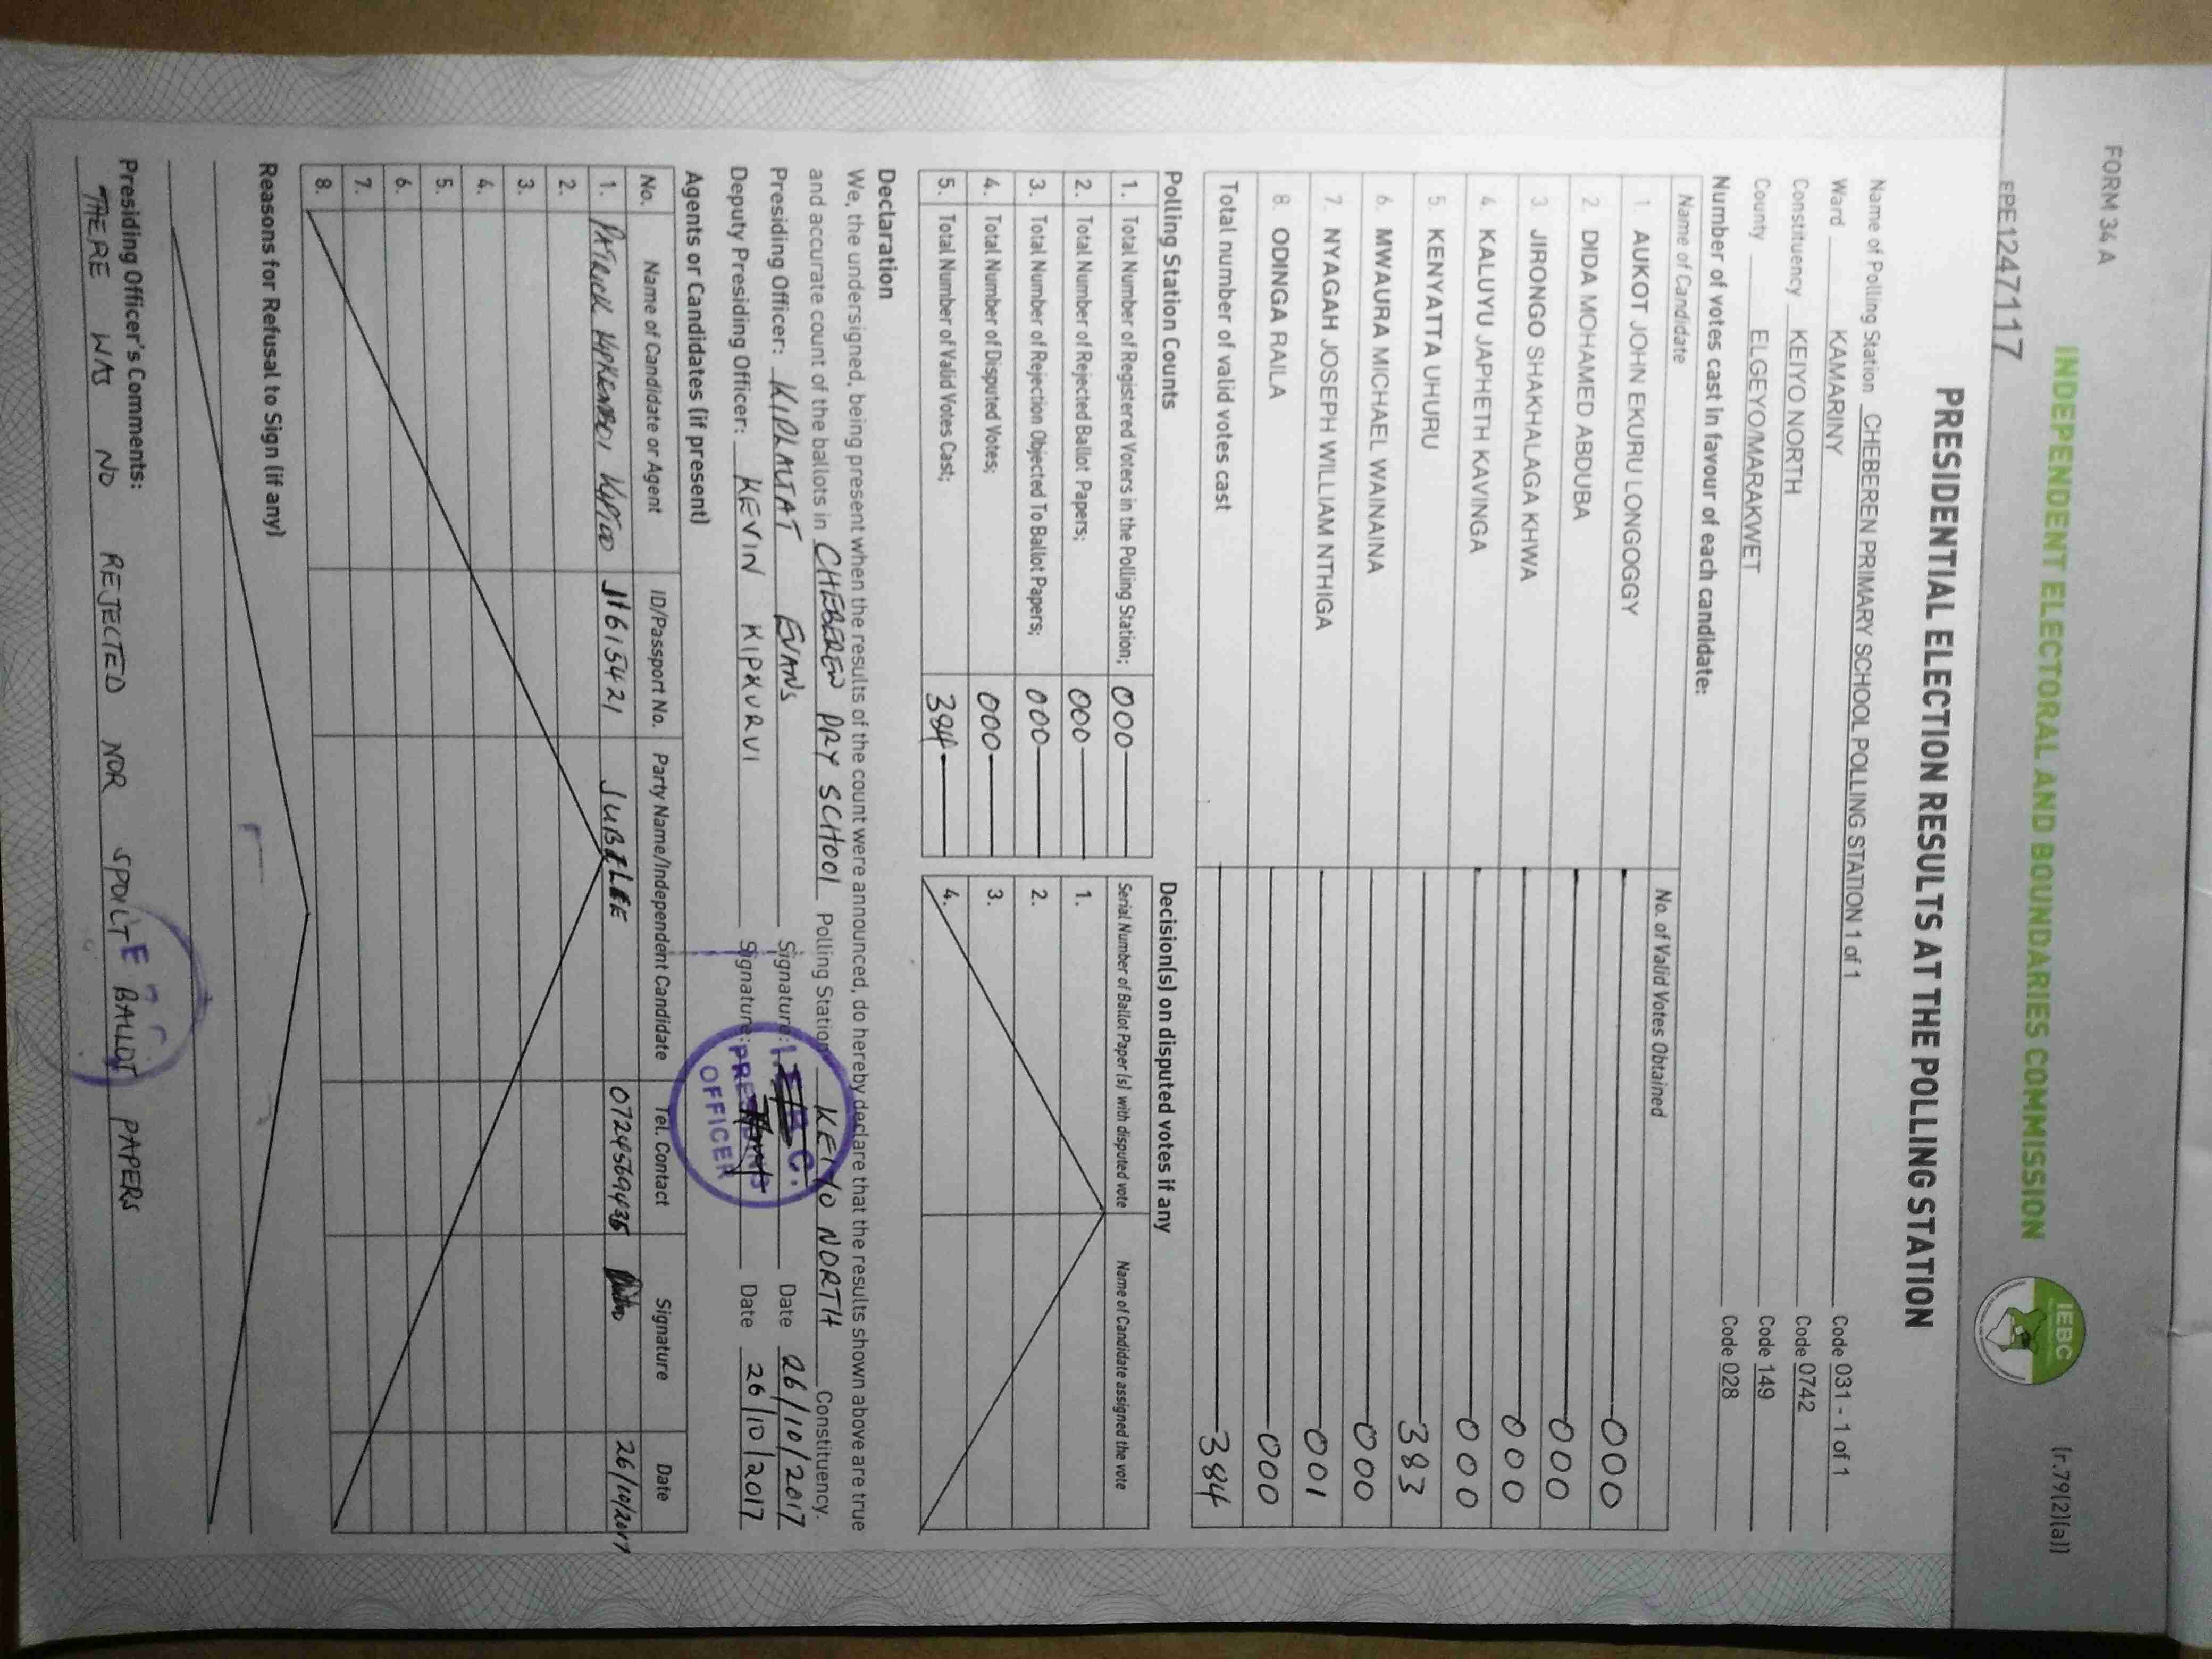 FORM 34 A
(r.79(2)(a))
INDEPENDENT ELECTORAL AND BOUNDARIES COMMISSION
IEBC
EPE1247117
PRESIDENTIAL ELECTION RESULTS AT THE POLLING STATION
Name of Polling Station CHEBEREN PRIMARY SCHOOL POLLING STATION 1 of 1 Code 031 - 1 of 1
Ward KAMARINY Code 0742
Constituency KEIYO NORTH Code 149
County ELGEYO/MARAKWET Code 028
Number of votes cast in favour of each candidate:
Name of Candidate No. of Valid Votes Obtained
1. AUKOT JOHN EKURU LONGOGGY 000
2. DIDA MOHAMED ABDUBA 000
3. JIRONGO SHAKHALAGA KHWA 000
4. KALUYU JAPHETH KAVINGA 000
5 KENYATTA UHURU 383
6. MWAURA MICHAEL WAINAINA 000
7. NYAGAH JOSEPH WILLIAM NTHIGA 001
8. ODINGA RAILA 000
Total number of valid votes cast 384
Polling Station Counts
1. Total Number of Registered Voters in the Polling Station; 000
2. Total Number of Rejected Ballot Papers; 000
3. Total Number of Rejection Objected To Ballot Papers; 000
4. Total Number of Disputed Votes; 000
5. Total Number of Valid Votes Cast; 384
Decision(s) on disputed votes if any
Serial Number of Ballot Paper (s) with disputed vote Name of Candidate assigned the vote
1.
2.
3.
4.
Declaration
We, the undersigned, being present when the results of the count were announced, do hereby declare that the results shown above are true
and accurate count of the ballots in CHEBEREN PRY SCHOOL Polling Station KEIYO NORTH Constituency.
Presiding Officer: KIPLALTAT EVANS Signature: Date 26/10/2017
Deputy Presiding Officer: KEVIN KIPKURUI Signature: Date 26/10/2017
OFFICER
Agents or Candidates (if present)
No. Name of Candidate or Agent ID/Passport No. Party Name/Independent Candidate Tel. Contact Signature Date
1. PATRICK KIPKEMBOI 11615421 JUBILEE 26/10/2017
2.
3.
4.
5.
6.
7.
8.
Reasons for Refusal to Sign (if any)
Presiding Officer's Comments:
THERE WAS NO REJECTED NOR SPOILT BALLOT PAPERS